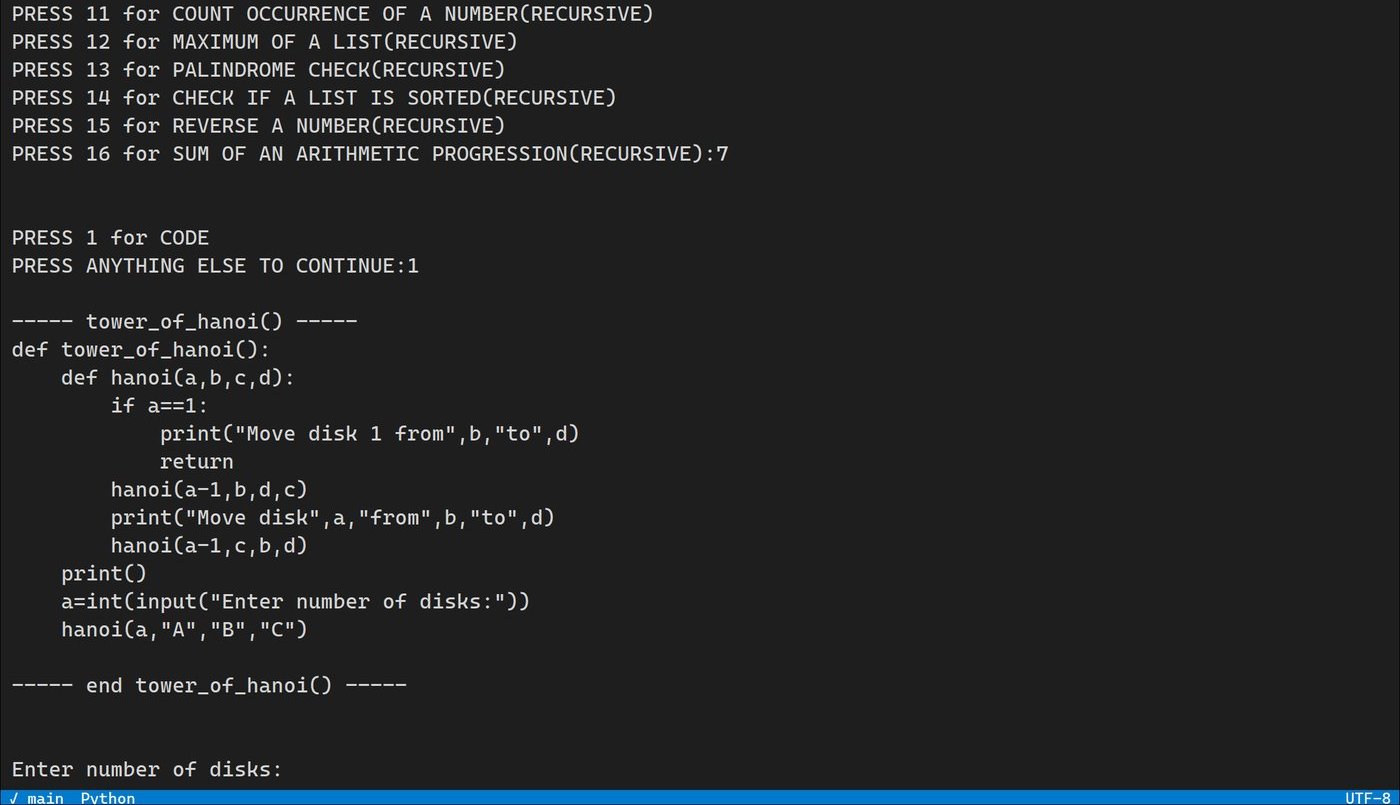 PRESS 11 for COUNT OCCURRENCE OF A NUMBER(RECURSIVE)
PRESS 12 for MAXIMUM OF A LIST(RECURSIVE)
PRESS 13 for PALINDROME CHECK(RECURSIVE)
PRESS 14 for CHECK IF A LIST IS SORTED(RECURSIVE)
PRESS 15 for REVERSE A NUMBER(RECURSIVE)
PRESS 16 for SUM OF AN ARITHMETIC PROGRESSION(RECURSIVE):7
PRESS 1 for CODE
PRESS ANYTHING ELSE TO CONTINUE:1
----- tower_of_hanoi() -----
def tower_of_hanoi():
    def hanoi(a,b,c,d):
        if a==1:
            print("Move disk 1 from",b,"to",d)
            return
        hanoi(a-1,b,d,c)
        print("Move disk",a,"from",b,"to",d)
        hanoi(a-1,c,b,d)
    print()
    a=int(input("Enter number of disks:"))
    hanoi(a,"A","B","C")
----- end tower_of_hanoi() -----
Enter number of disks:
✓ main  Python  UTF-8